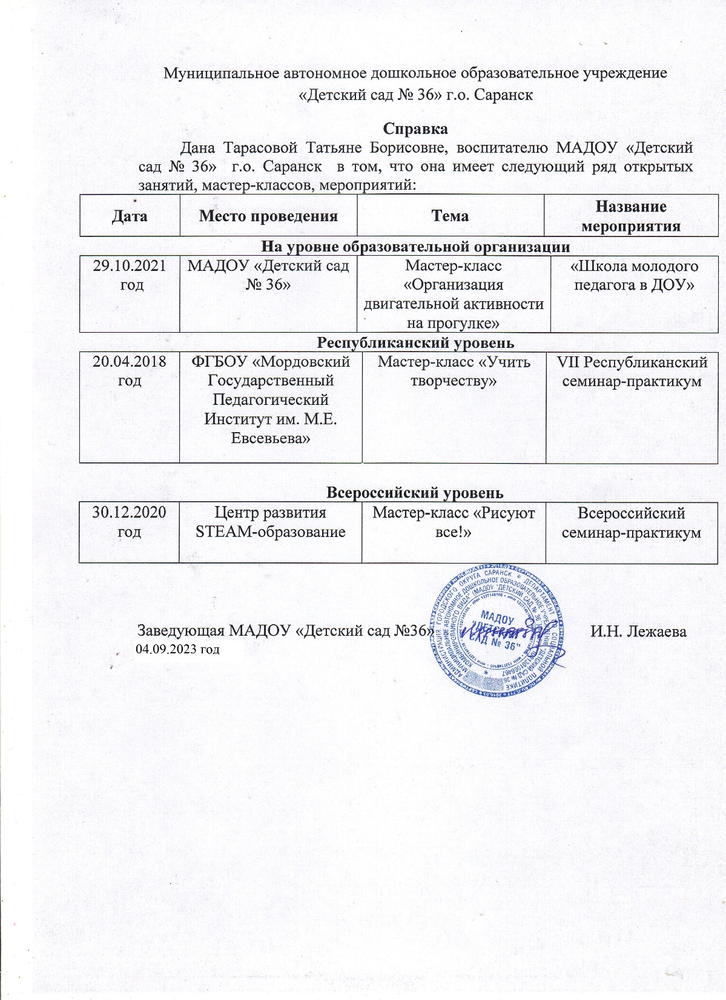 Муниципальное автономное дошкольное образовательное учреждение
«Детский сад № 36» г.о. Саранск
Справка
Дана Тарасовой Татьяне Борисовне, воспитателю МАДОУ «Детский
сад № 36» г.о. Саранск в том, что она имеет следующий ряд открытых
занятий, мастер-классов, мероприятий:
Дата Место проведения Тема Название
мероприятия
На уровне образовательной организации
29.10.2021 МАДОУ «Детский сад Мастер-класс «Школа молодого
год № 36» «Организация педагога в ДОУ»
двигательной активности
на прогулке»
Республиканский уровень
20.04.2018 ФГБОУ «Мордовский Мастер-класс «Учить VII Республиканский
год Государственный творчеству» семинар-практикум
Педагогический
Институт им. М.Е.
Евсевьева»
Всероссийский уровень
30.12.2020 Центр развития Мастер-класс «Рисуют Всероссийский
год STEAM-образование все!» семинар-практикум
Заведующая МАДОУ «Детский сад №36» И.Н. Лежаева
04.09.2023 год
МАДОУ
"ДЕТСКИЙ
САД № 36"